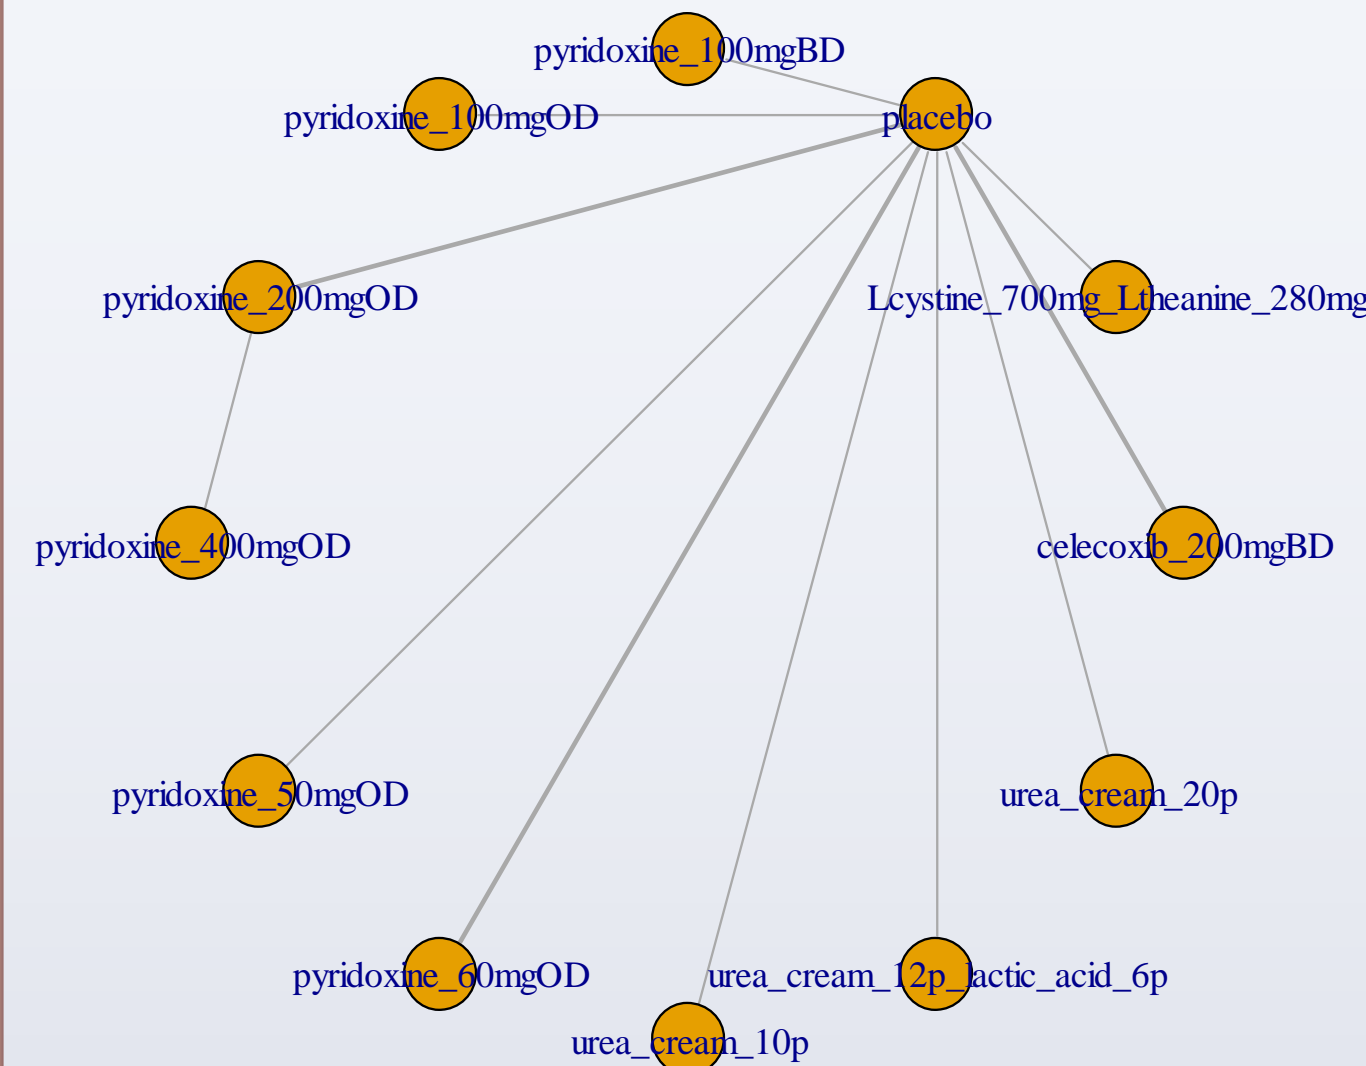 pyridoxine_100mgBD
pyridoxine_100mgOD
placebo
pyridoxine_200mgOD
Lcystine_700mg_Ltheanine_280mg
pyridoxine_400mgOD
celecoxib_200mgBD
pyridoxine_50mgOD
urea_cream_20p
pyridoxine_60mgOD
urea_cream_12p_lactic_acid_6p
urea_cream_10p